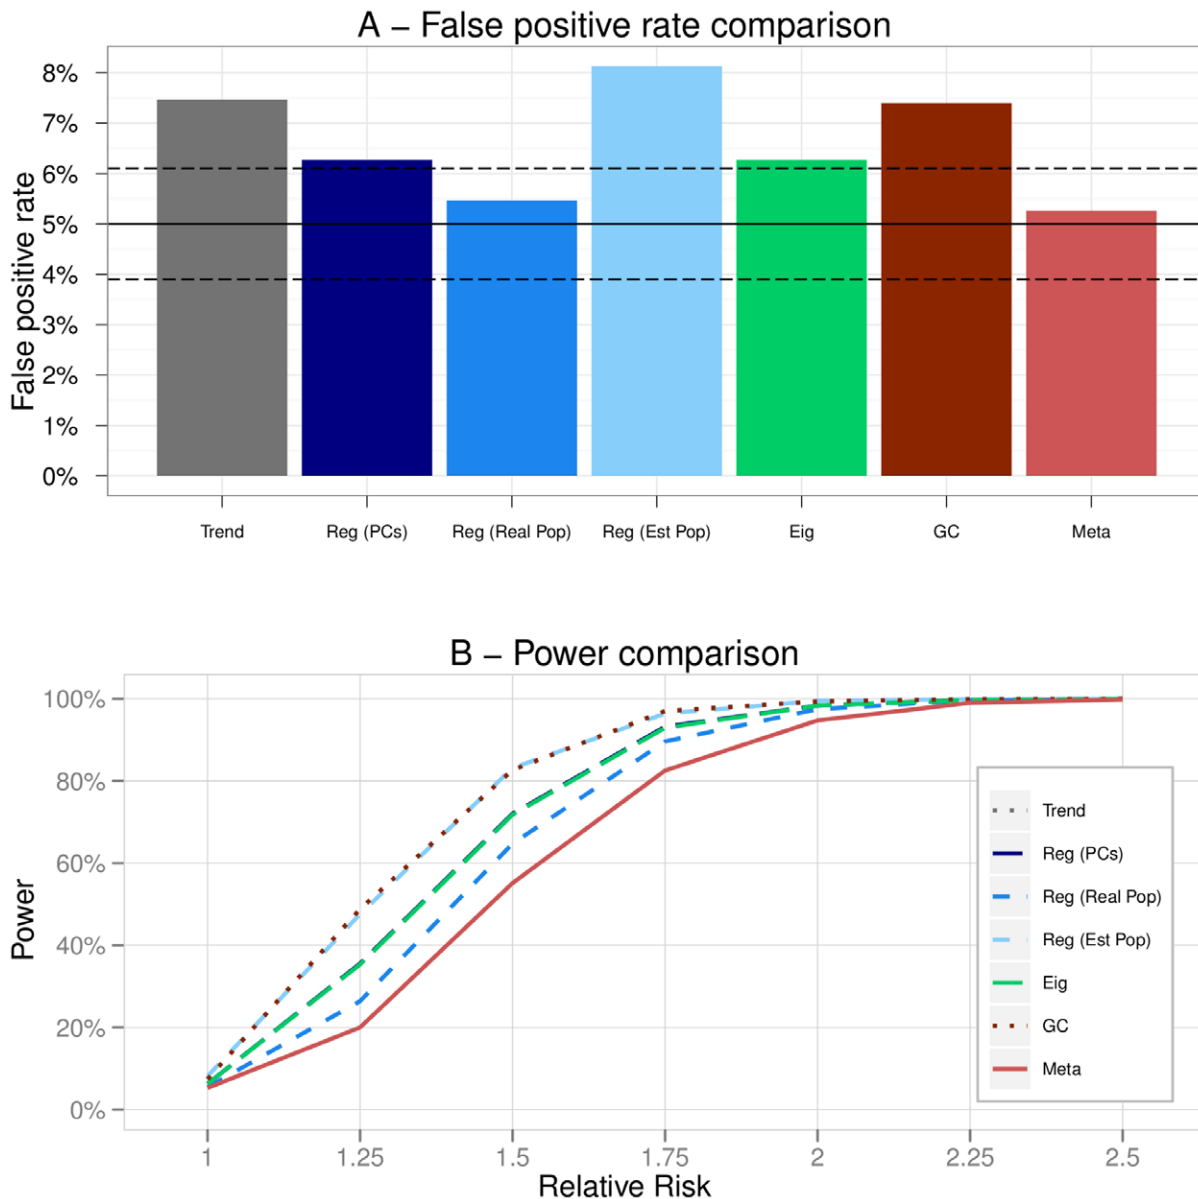 A – False positive rate comparison
False positive rate
8%
7%
6%
5%
4%
3%
2%
1%
0%
Trend Reg (PCs) Reg (Real Pop) Reg (Est Pop) Eig GC Meta
B – Power comparison
Power
100%
80%
60%
40%
20%
0%
Trend
Reg (PCs)
Reg (Real Pop)
Reg (Est Pop)
Eig
GC
Meta
1 1.25 1.5 1.75 2 2.25 2.5
Relative Risk